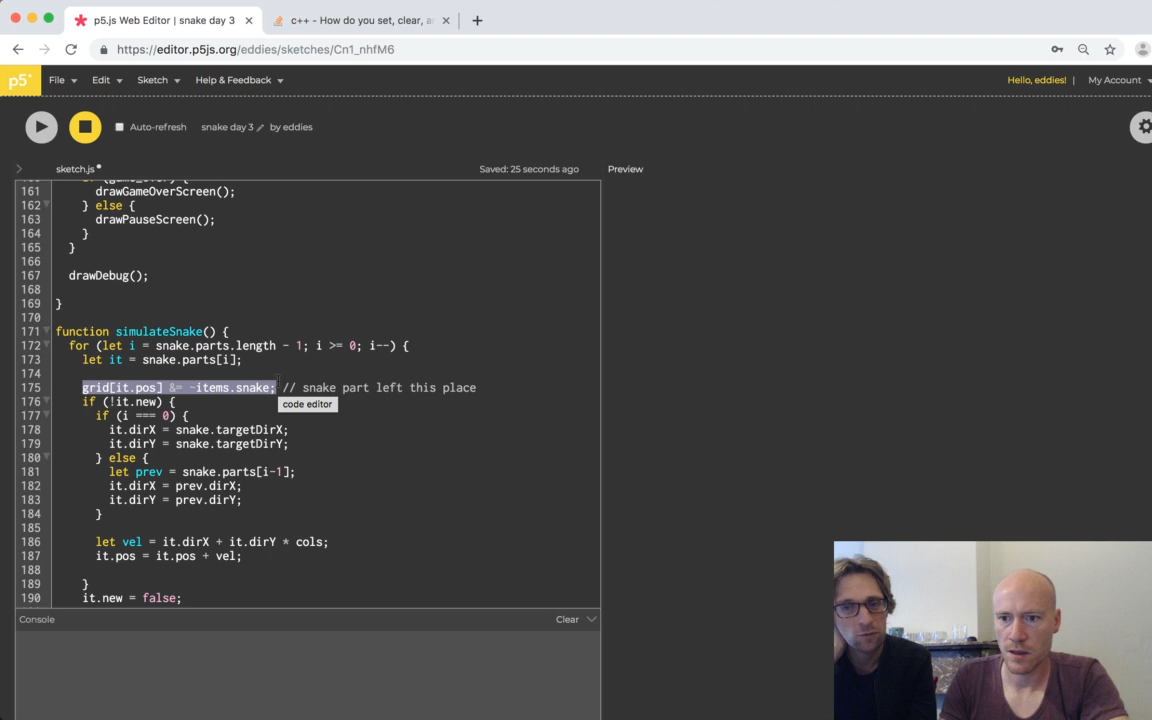 p5.js Web Editor | snake day 3
c++ - How do you set, clear, a
https://editor.p5js.org/eddies/sketches/Cn1_nhfM6
p5*
File
Edit
Sketch
Help & Feedback
Hello, eddies!
|
My Account
Auto-refresh
snake day 3
by eddies
sketch.js
Saved: 25 seconds ago
Preview
161 drawGameOverScreen();
162 } else {
163 drawPauseScreen();
164 }
165 }
166
167 drawDebug();
168
169 }
170
171 function simulateSnake() {
172 for (let i = snake.parts.length - 1; i >= 0; i--) {
173 let it = snake.parts[i];
174
175 grid[it.pos] &= ~items.snake; // snake part left this place
176 if (!it.new) {
code editor
177 if (i === 0) {
178 it.dirX = snake.targetDirX;
179 it.dirY = snake.targetDirY;
180 } else {
181 let prev = snake.parts[i-1];
182 it.dirX = prev.dirX;
183 it.dirY = prev.dirY;
184 }
185
186 let vel = it.dirX + it.dirY * cols;
187 it.pos = it.pos + vel;
188
189 }
190 it.new = false;
Console
Clear